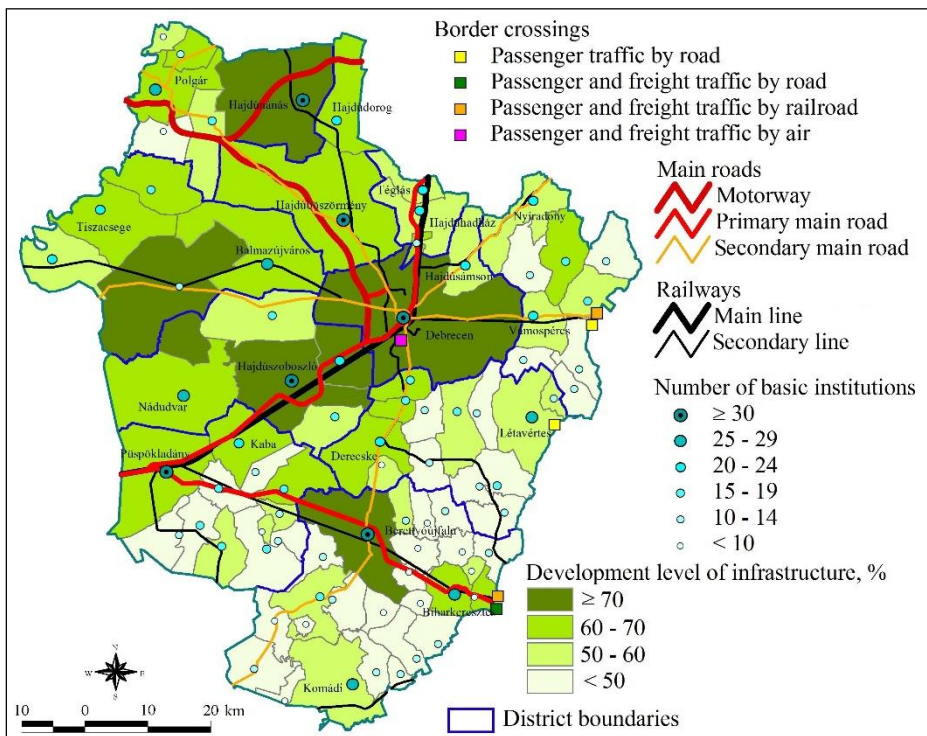 Border crossings
Passenger traffic by road
Passenger and freight traffic by road
Passenger and freight traffic by railroad
Passenger and freight traffic by air
Main roads
Motorway
Primary main road
Secondary main road
Railways
Main line
Secondary line
Number of basic institutions
≥ 30
25 - 29
20 - 24
15 - 19
10 - 14
< 10
Development level of infrastructure, %
≥ 70
60 - 70
50 - 60
< 50
District boundaries
Polgár
Hajdúnánás
Hajdúdorog
Téglás
Hajdúböszörmény
Hajdúhadház
Nyíradony
Tiszacsege
Balmazújváros
Hajdúsámson
Debrecen
Vámospércs
Hajdúszoboszló
Nádudvar
Létavértes
Kaba
Derecske
Püspökladány
Berettyóújfalu
Biharkeresztes
Komádi
N
W
E
S
10 0 10 20 km